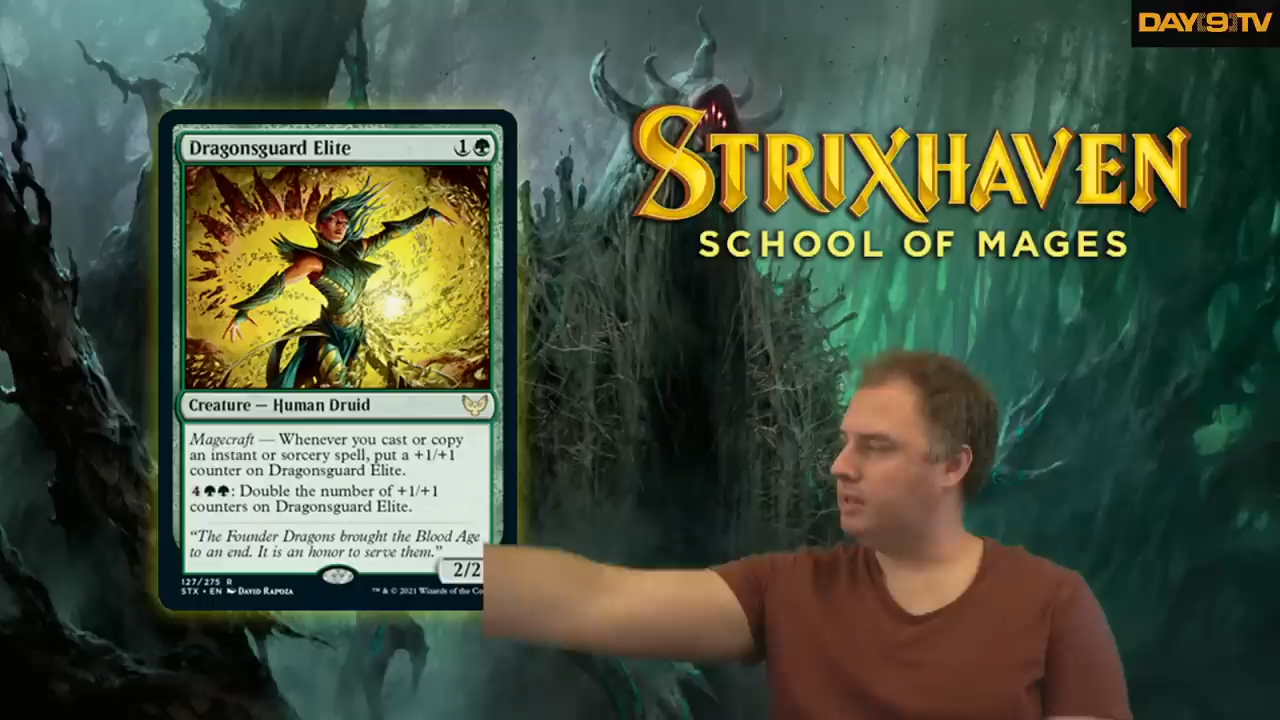 DAY[9]TV
STRIXHAVEN
SCHOOL OF MAGES
Dragonsguard Elite 1
Creature — Human Druid
Magecraft — Whenever you cast or copy
an instant or sorcery spell, put a +1/+1
counter on Dragonsguard Elite.
4: Double the number of +1/+1
counters on Dragonsguard Elite.
"The Founder Dragons brought the Blood Age
to an end. It is an honor to serve them."
2/2
127/275 R
STX • EN DAVID RAPOZA
™ & © 2021 Wizards of the Co